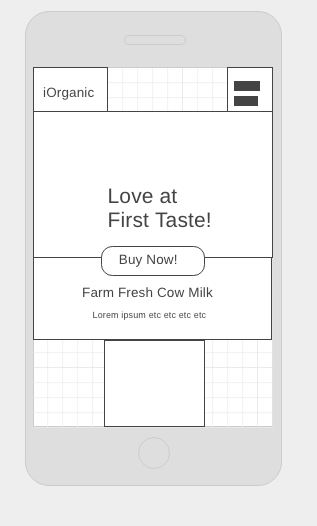 iOrganic
Love at
First Taste!
Buy Now!
Farm Fresh Cow Milk
Lorem ipsum etc etc etc etc